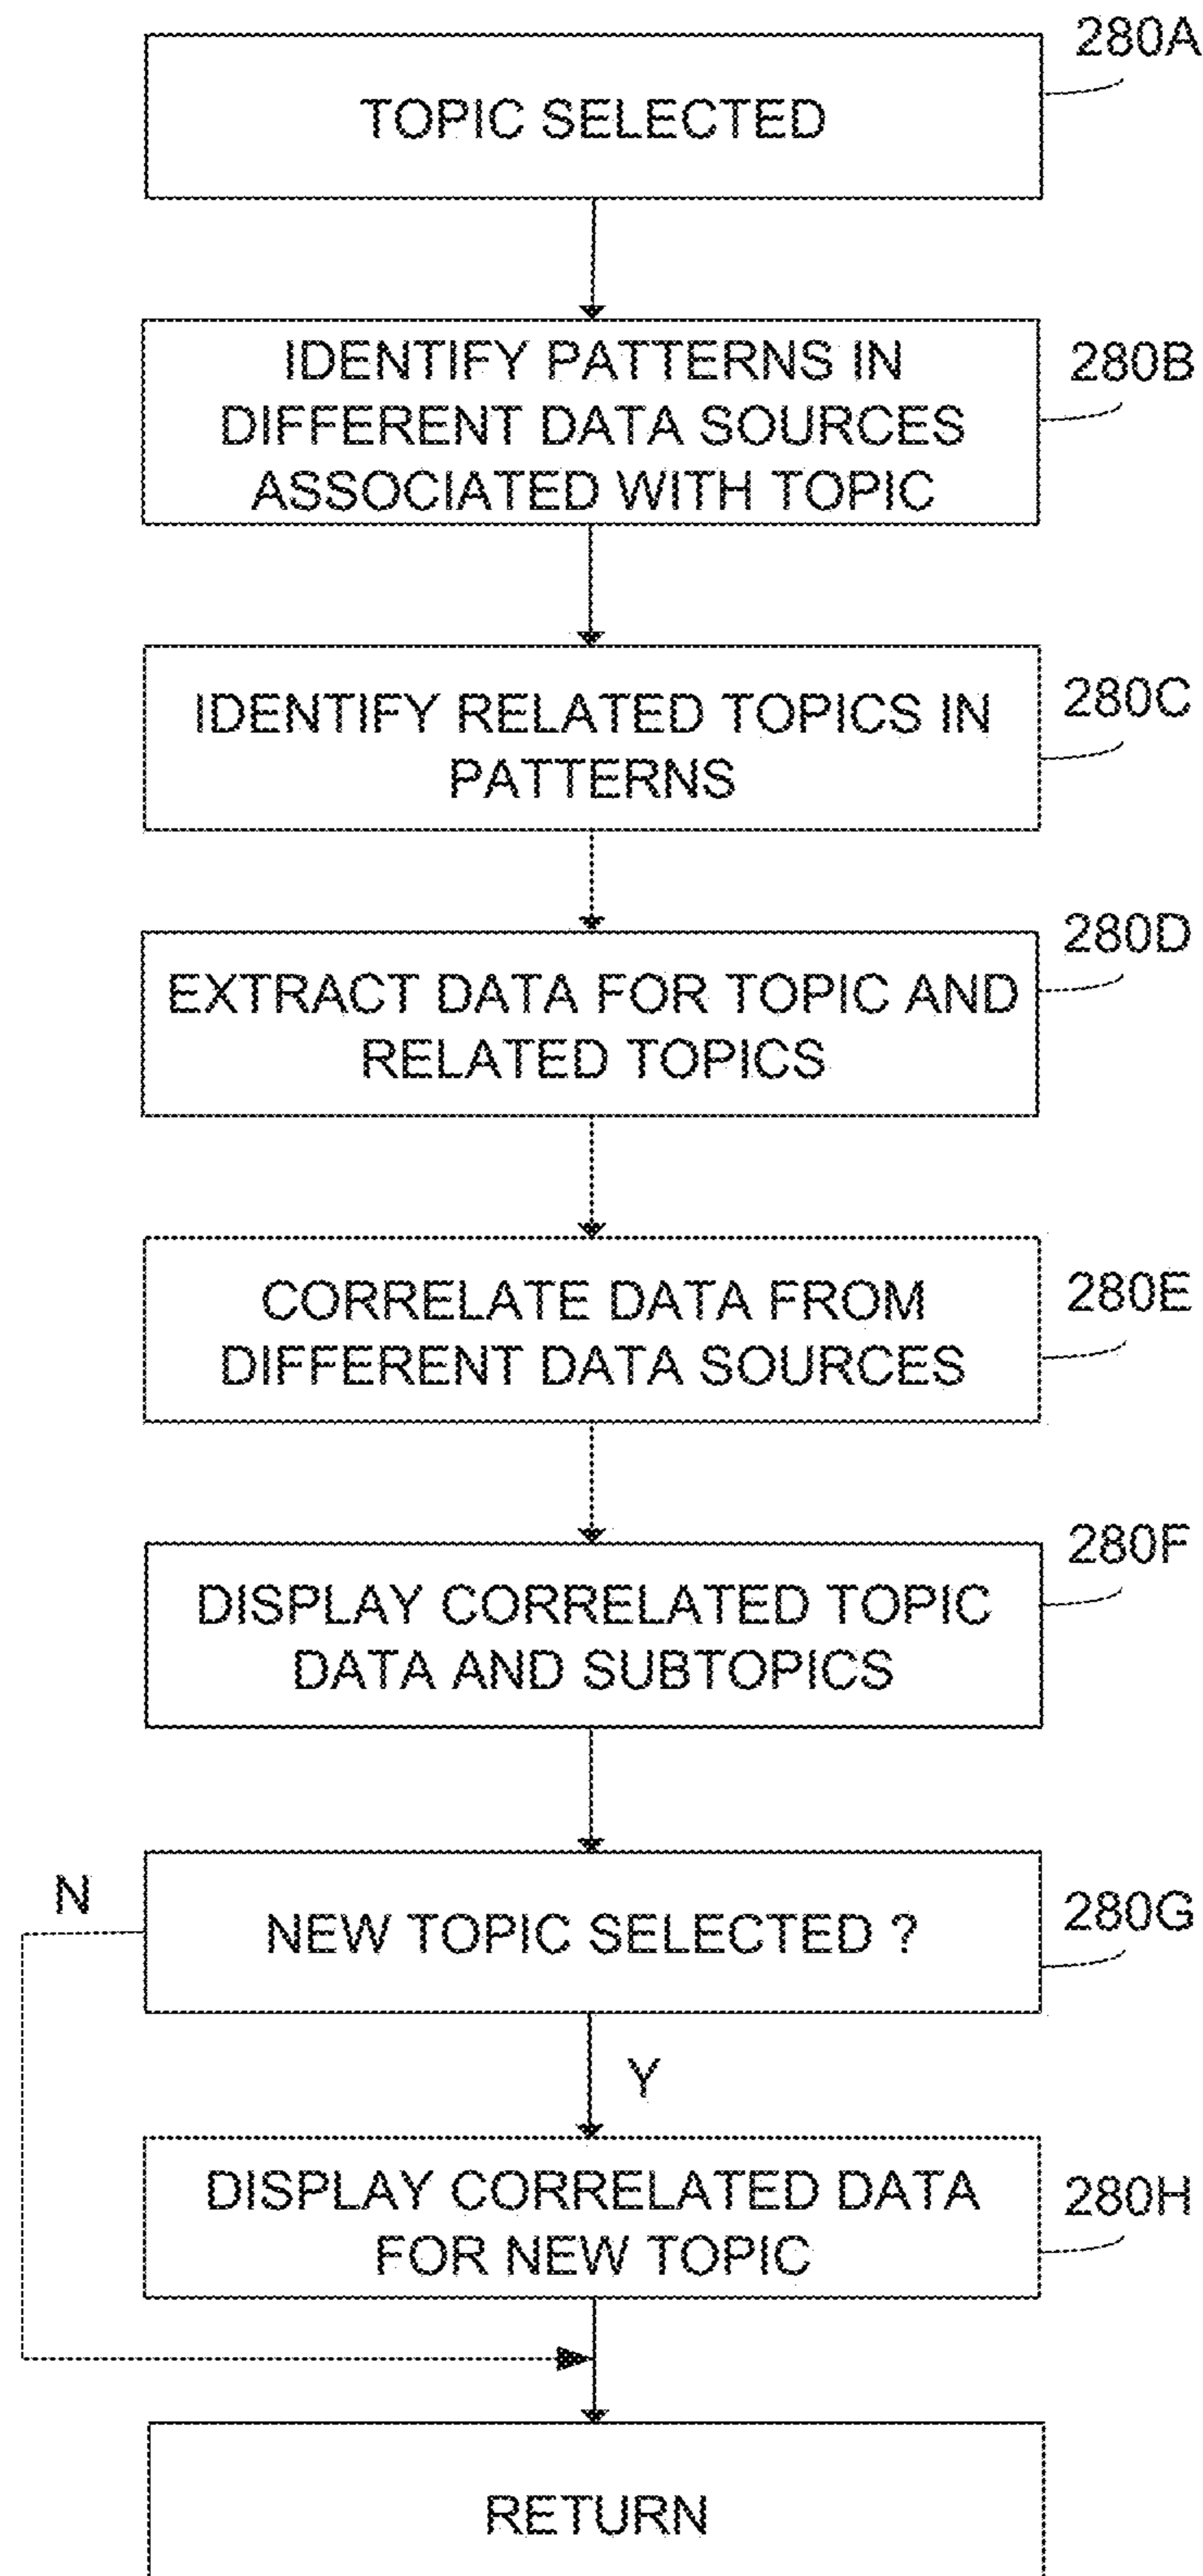 280A
TOPIC SELECTED
280B
IDENTIFY PATTERNS IN
DIFFERENT DATA SOURCES
ASSOCIATED WITH TOPIC
280C
IDENTIFY RELATED TOPICS IN
PATTERNS
280D
EXTRACT DATA FOR TOPIC AND
RELATED TOPICS
280E
CORRELATE DATA FROM
DIFFERENT DATA SOURCES
280F
DISPLAY CORRELATED TOPIC
DATA AND SUBTOPICS
N
280G
NEW TOPIC SELECTED ?
Y
280H
DISPLAY CORRELATED DATA
FOR NEW TOPIC
RETURN